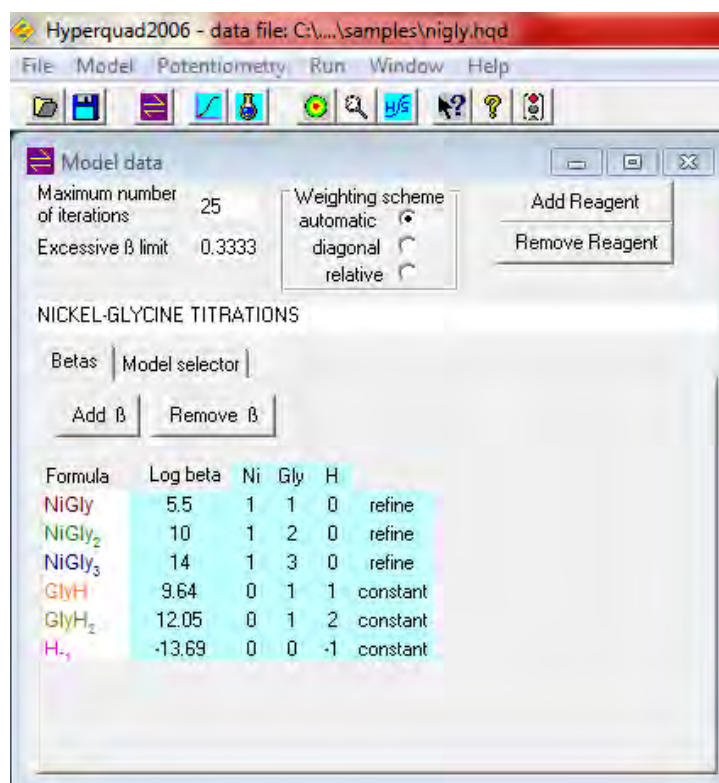 Hyperquad2006 - data file: C:\....\samples\nigly.hqd
File Model Potentiometry Run Window Help
H/S
Model data
Maximum number of iterations 25
Excessive ß limit 0.3333
Weighting scheme
automatic
diagonal
relative
Add Reagent
Remove Reagent
NICKEL-GLYCINE TITRATIONS
Betas Model selector
Add ß Remove ß
Formula Log beta Ni Gly H
NiGly 5.5 1 1 0 refine
NiGly₂ 10 1 2 0 refine
NiGly₃ 14 1 3 0 refine
GlyH 9.64 0 1 1 constant
GlyH₂ 12.05 0 1 2 constant
H₋₁ -13.69 0 0 -1 constant